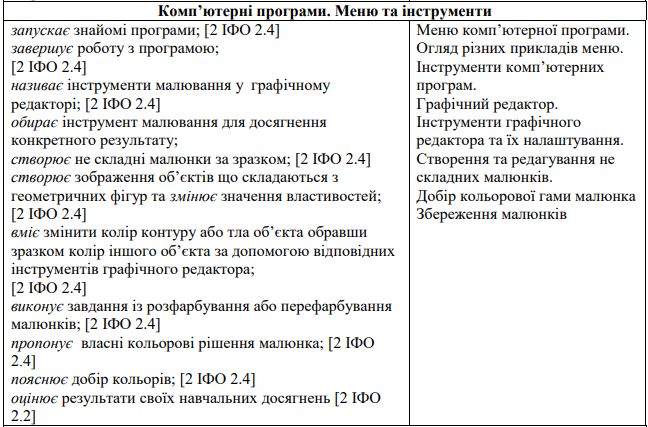 Комп’ютерні програми. Меню та інструменти
запускає знайомі програми; [2 ІФО 2.4]
завершує роботу з програмою;
[2 ІФО 2.4]
називає інструменти малювання у графічному
редакторі; [2 ІФО 2.4]
обирає інструмент малювання для досягнення
конкретного результату;
створює не складні малюнки за зразком; [2 ІФО 2.4]
створює зображення об’єктів що складаються з
геометричних фігур та змінює значення властивостей;
[2 ІФО 2.4]
вміє змінити колір контуру або тла об’єкта обравши
зразком колір іншого об’єкта за допомогою відповідних
інструментів графічного редактора;
[2 ІФО 2.4]
виконує завдання із розфарбування або перефарбування
малюнків; [2 ІФО 2.4]
пропонує власні кольорові рішення малюнка; [2 ІФО
2.4]
пояснює добір кольорів; [2 ІФО 2.4]
оцінює результати своїх навчальних досягнень [2 ІФО
2.2]
Меню комп’ютерної програми.
Огляд різних прикладів меню.
Інструменти комп’ютерних
програм.
Графічний редактор.
Інструменти графічного
редактора та їх налаштування.
Створення та редагування не
складних малюнків.
Добір кольорової гами малюнка
Збереження малюнків